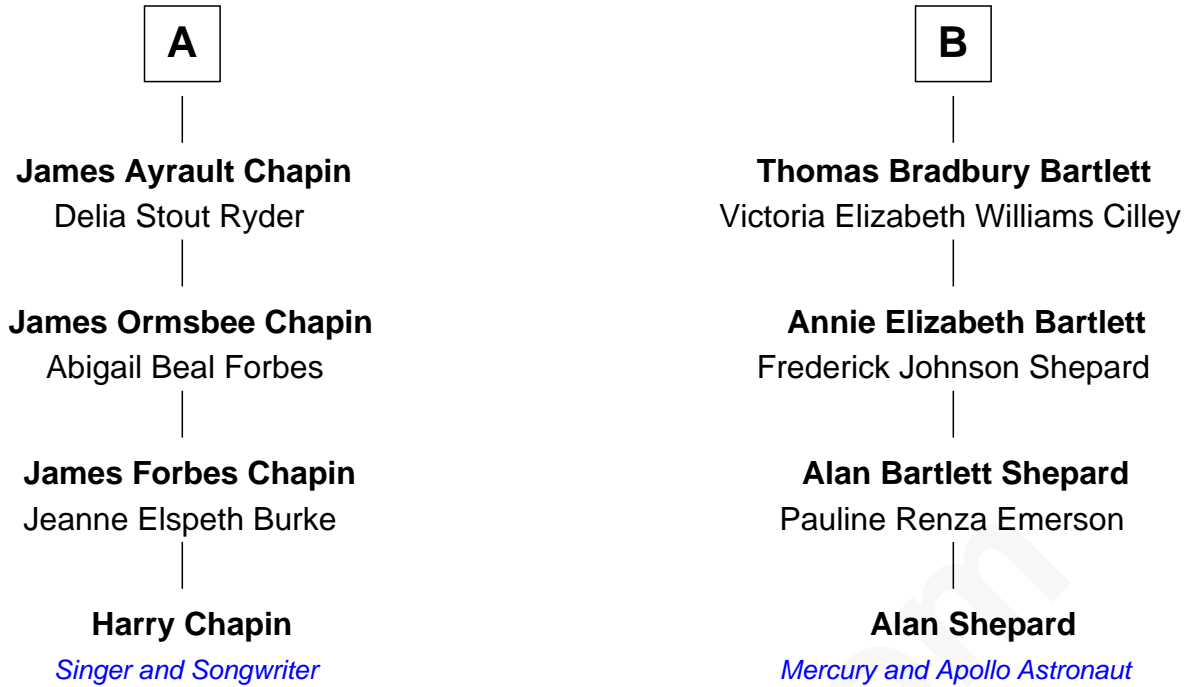 A
James Ayrault Chapin
Delia Stout Ryder
James Ormsbee Chapin
Abigail Beal Forbes
James Forbes Chapin
Jeanne Elspeth Burke
Harry Chapin
Singer and Songwriter
B
Thomas Bradbury Bartlett
Victoria Elizabeth Williams Cilley
Annie Elizabeth Bartlett
Frederick Johnson Shepard
Alan Bartlett Shepard
Pauline Renza Emerson
Alan Shepard
Mercury and Apollo Astronaut